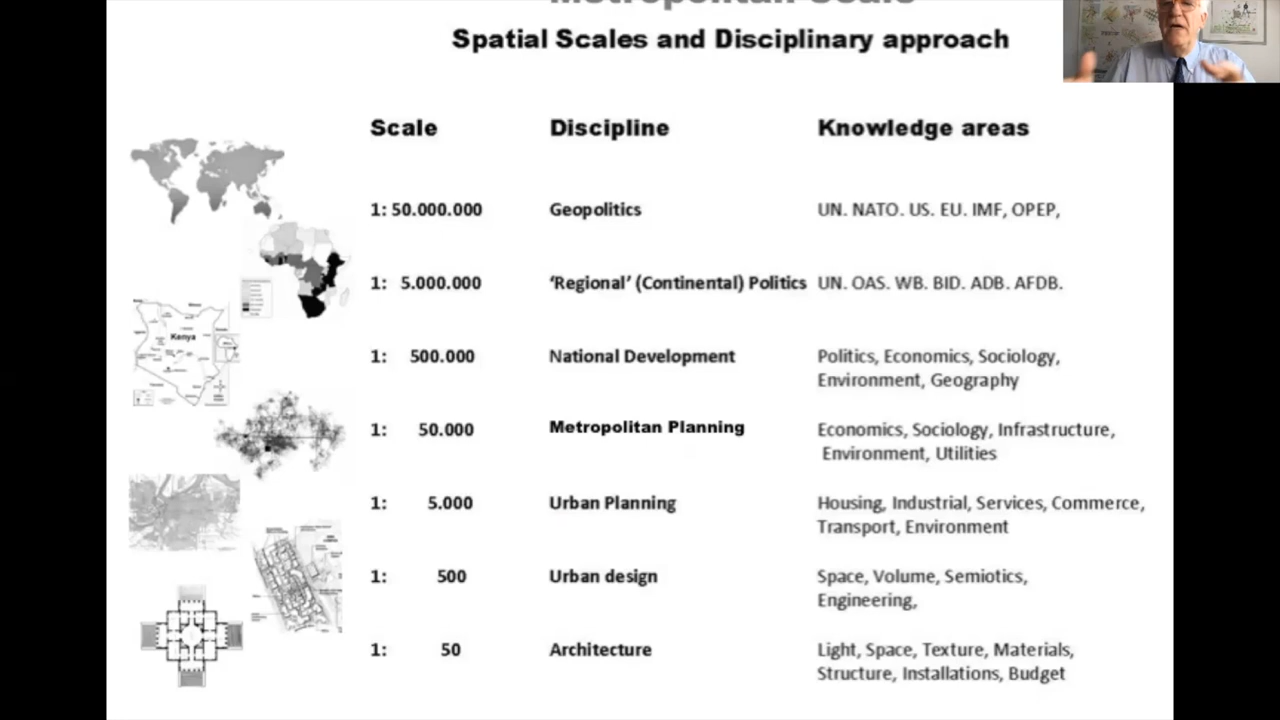 Metropolitan Scale
Spatial Scales and Disciplinary approach
Scale Discipline Knowledge areas
1: 50.000.000 Geopolitics UN. NATO. US. EU. IMF, OPEP,
1: 5.000.000 ‘Regional’ (Continental) Politics UN. OAS. WB. BID. ADB. AFDB.
Kenya
1: 500.000 National Development Politics, Economics, Sociology,
Environment, Geography
1: 50.000 Metropolitan Planning Economics, Sociology, Infrastructure,
Environment, Utilities
1: 5.000 Urban Planning Housing, Industrial, Services, Commerce,
Transport, Environment
1: 500 Urban design Space, Volume, Semiotics,
Engineering,
1: 50 Architecture Light, Space, Texture, Materials,
Structure, Installations, Budget